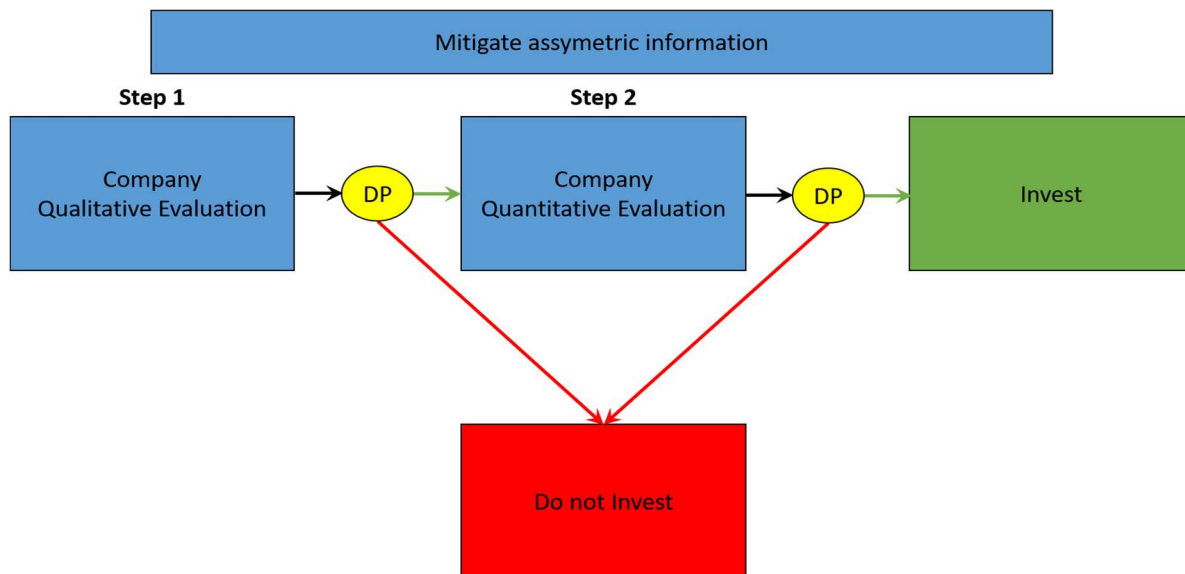 Mitigate assymetric information
Step 1
Step 2
Company
Qualitative Evaluation
DP
Company
Quantitative Evaluation
DP
Invest
Do not Invest